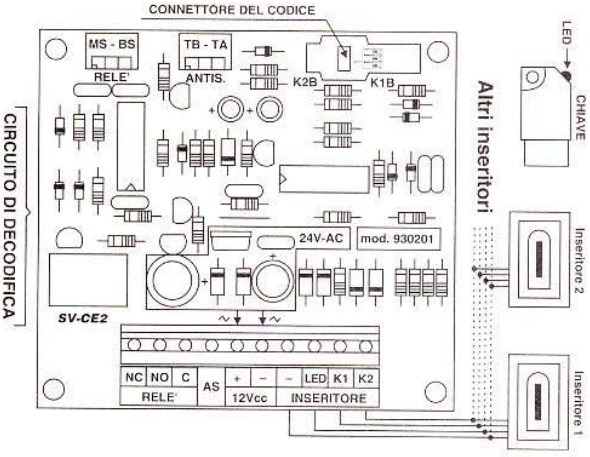 CONNETTORE DEL CODICE
LED
CHIAVE
MS - BS
TB - TA
RELE'
ANTIS.
K2B
K1B
Altri inseritori
CIRCUITO DI DECODIFICA
24V-AC
mod. 930201
Inseritore 2
SV-CE2
NC NO C AS + - - LED K1 K2
RELE' 12Vcc INSERITORE
Inseritore 1